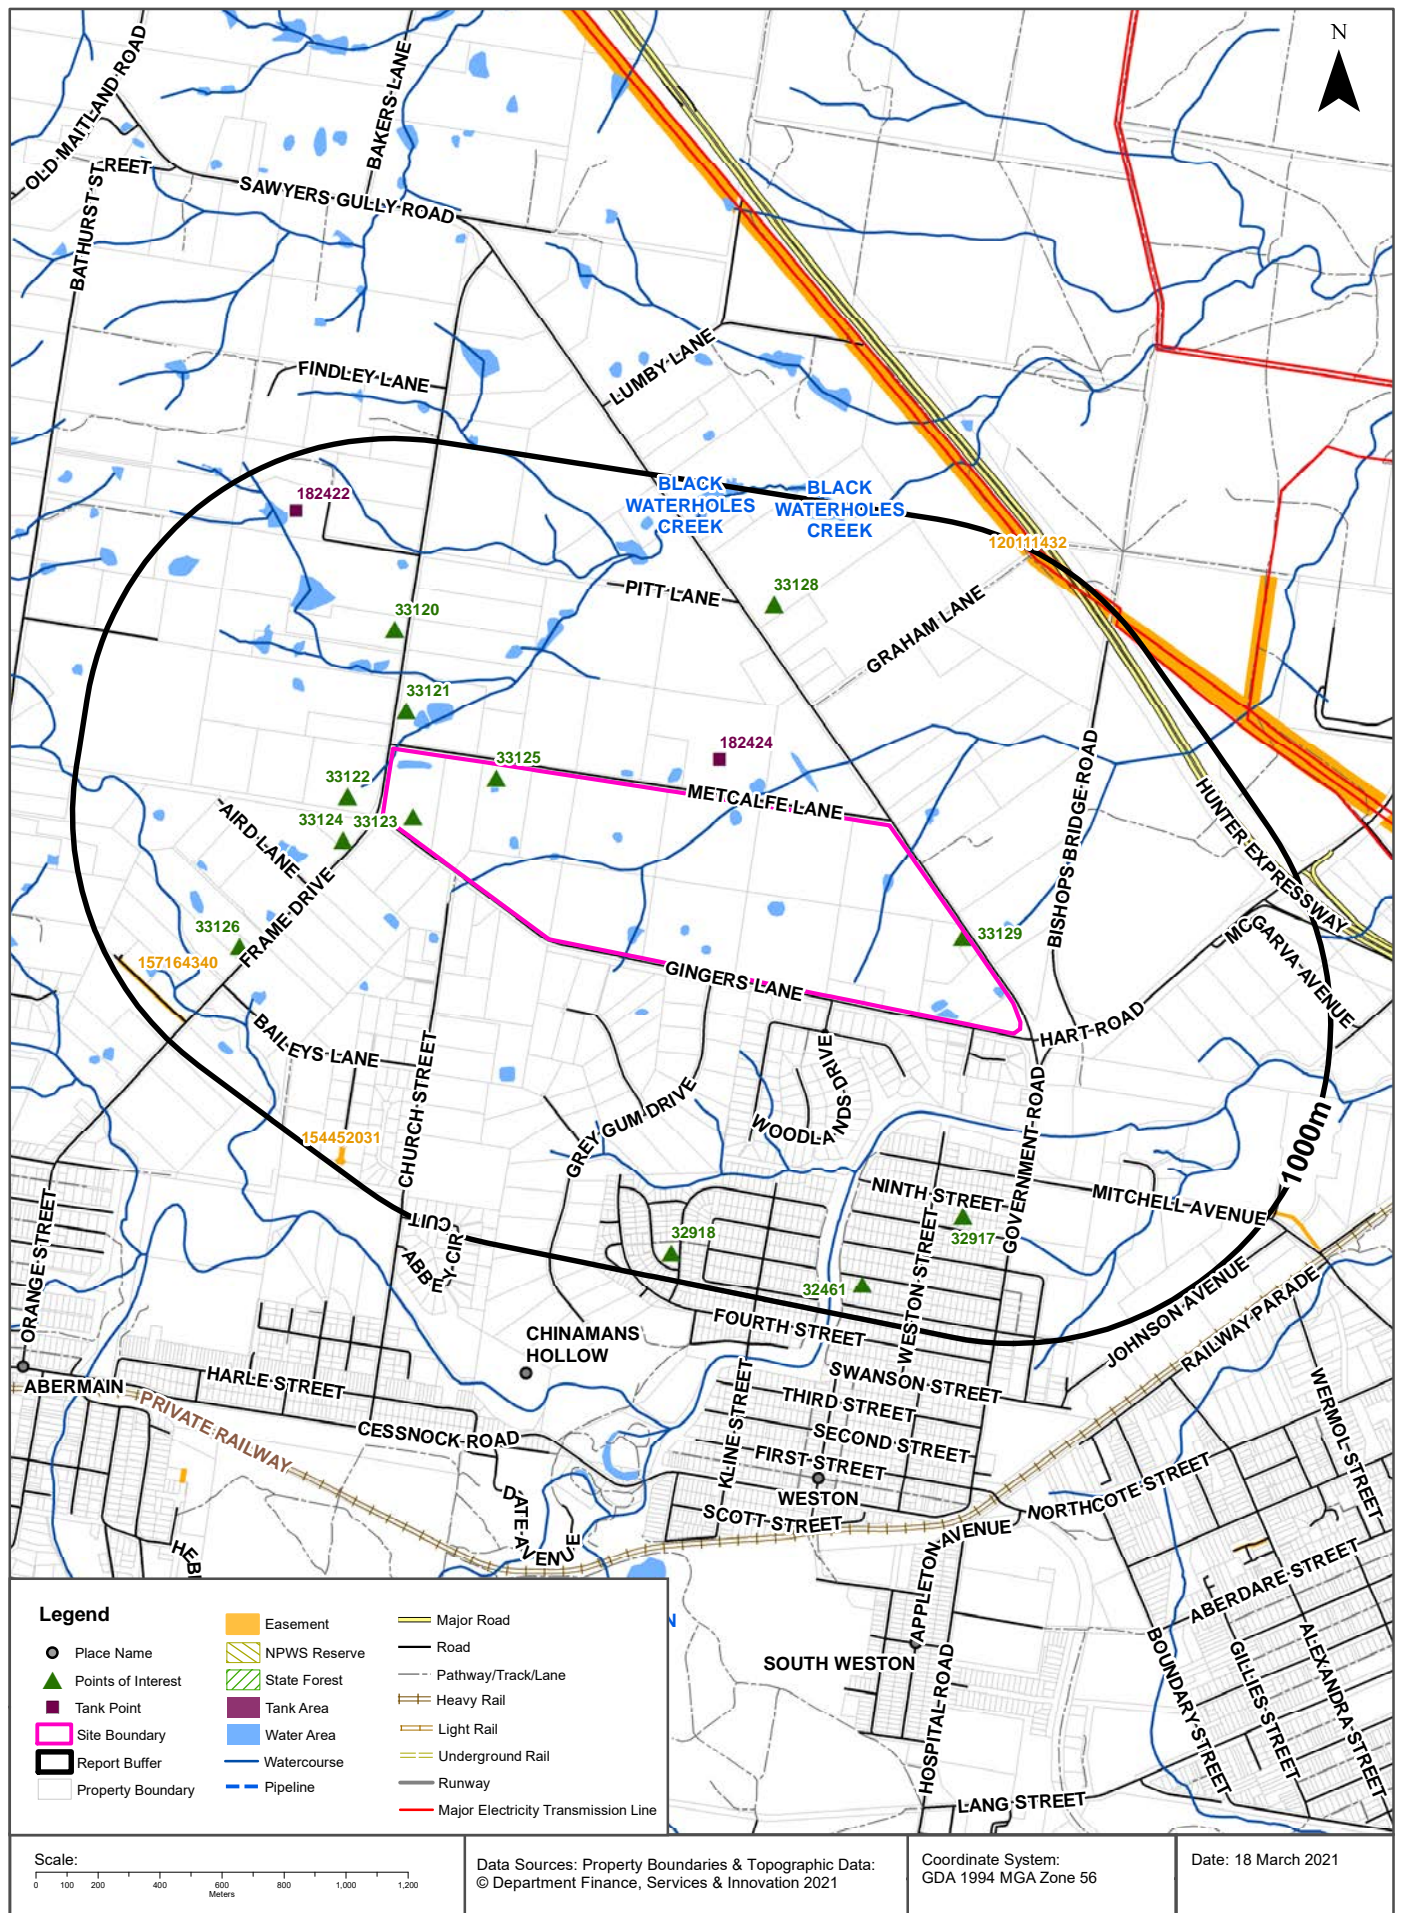 N
OLD MAITLAND ROAD
BAKERS LANE
BATHURST STREET
SAWYERS GULLY ROAD
FINDLEY LANE
LUMBY LANE
182422
BLACK
WATERHOLES
CREEK
BLACK
WATERHOLES
CREEK
120111432
PITT LANE
33128
33120
GRAHAM LANE
33121
182424
33125
33122
METCALFE LANE
33124
33123
AIRD LANE
HUNTER EXPRESSWAY
BISHOPS BRIDGE ROAD
FRAME DRIVE
33126
33129
157164340
MCGARVA AVENUE
GINGERS LANE
BAILEYS LANE
HART ROAD
CHURCH STREET
WOODLANDS DRIVE
GREY GUM DRIVE
GOVERNMENT ROAD
154452031
1000m
NINTH STREET
MITCHELL AVENUE
ORANGE STREET
ABBEY CIRCUIT
32918
32917
WESTON STREET
32461
JOHNSON AVENUE
RAILWAY PARADE
FOURTH STREET
CHINAMANS
HOLLOW
ABERMAIN
HARLE STREET
SWANSON STREET
THIRD STREET
WERMOL STREET
PRIVATE RAILWAY
CESSNOCK ROAD
KLINE STREET
SECOND STREET
FIRST STREET
WESTON
NORTHCOTE STREET
SCOTT STREET
DATE AVENUE
APPLETON AVENUE
HEBI
ABERDARE STREET
N
SOUTH WESTON
BOUNDARY STREET
GILLIES STREET
ALEXANDRA STREET
HOSPITAL ROAD
LANG STREET
Legend
Place Name
Points of Interest
Tank Point
Site Boundary
Report Buffer
Property Boundary
Easement
NPWS Reserve
State Forest
Tank Area
Water Area
Watercourse
Pipeline
Major Road
Road
Pathway/Track/Lane
Heavy Rail
Light Rail
Underground Rail
Runway
Major Electricity Transmission Line
Scale:
0 100 200 400 600 800 1,000 1,200
Meters
Data Sources: Property Boundaries & Topographic Data:
© Department Finance, Services & Innovation 2021
Coordinate System:
GDA 1994 MGA Zone 56
Date: 18 March 2021